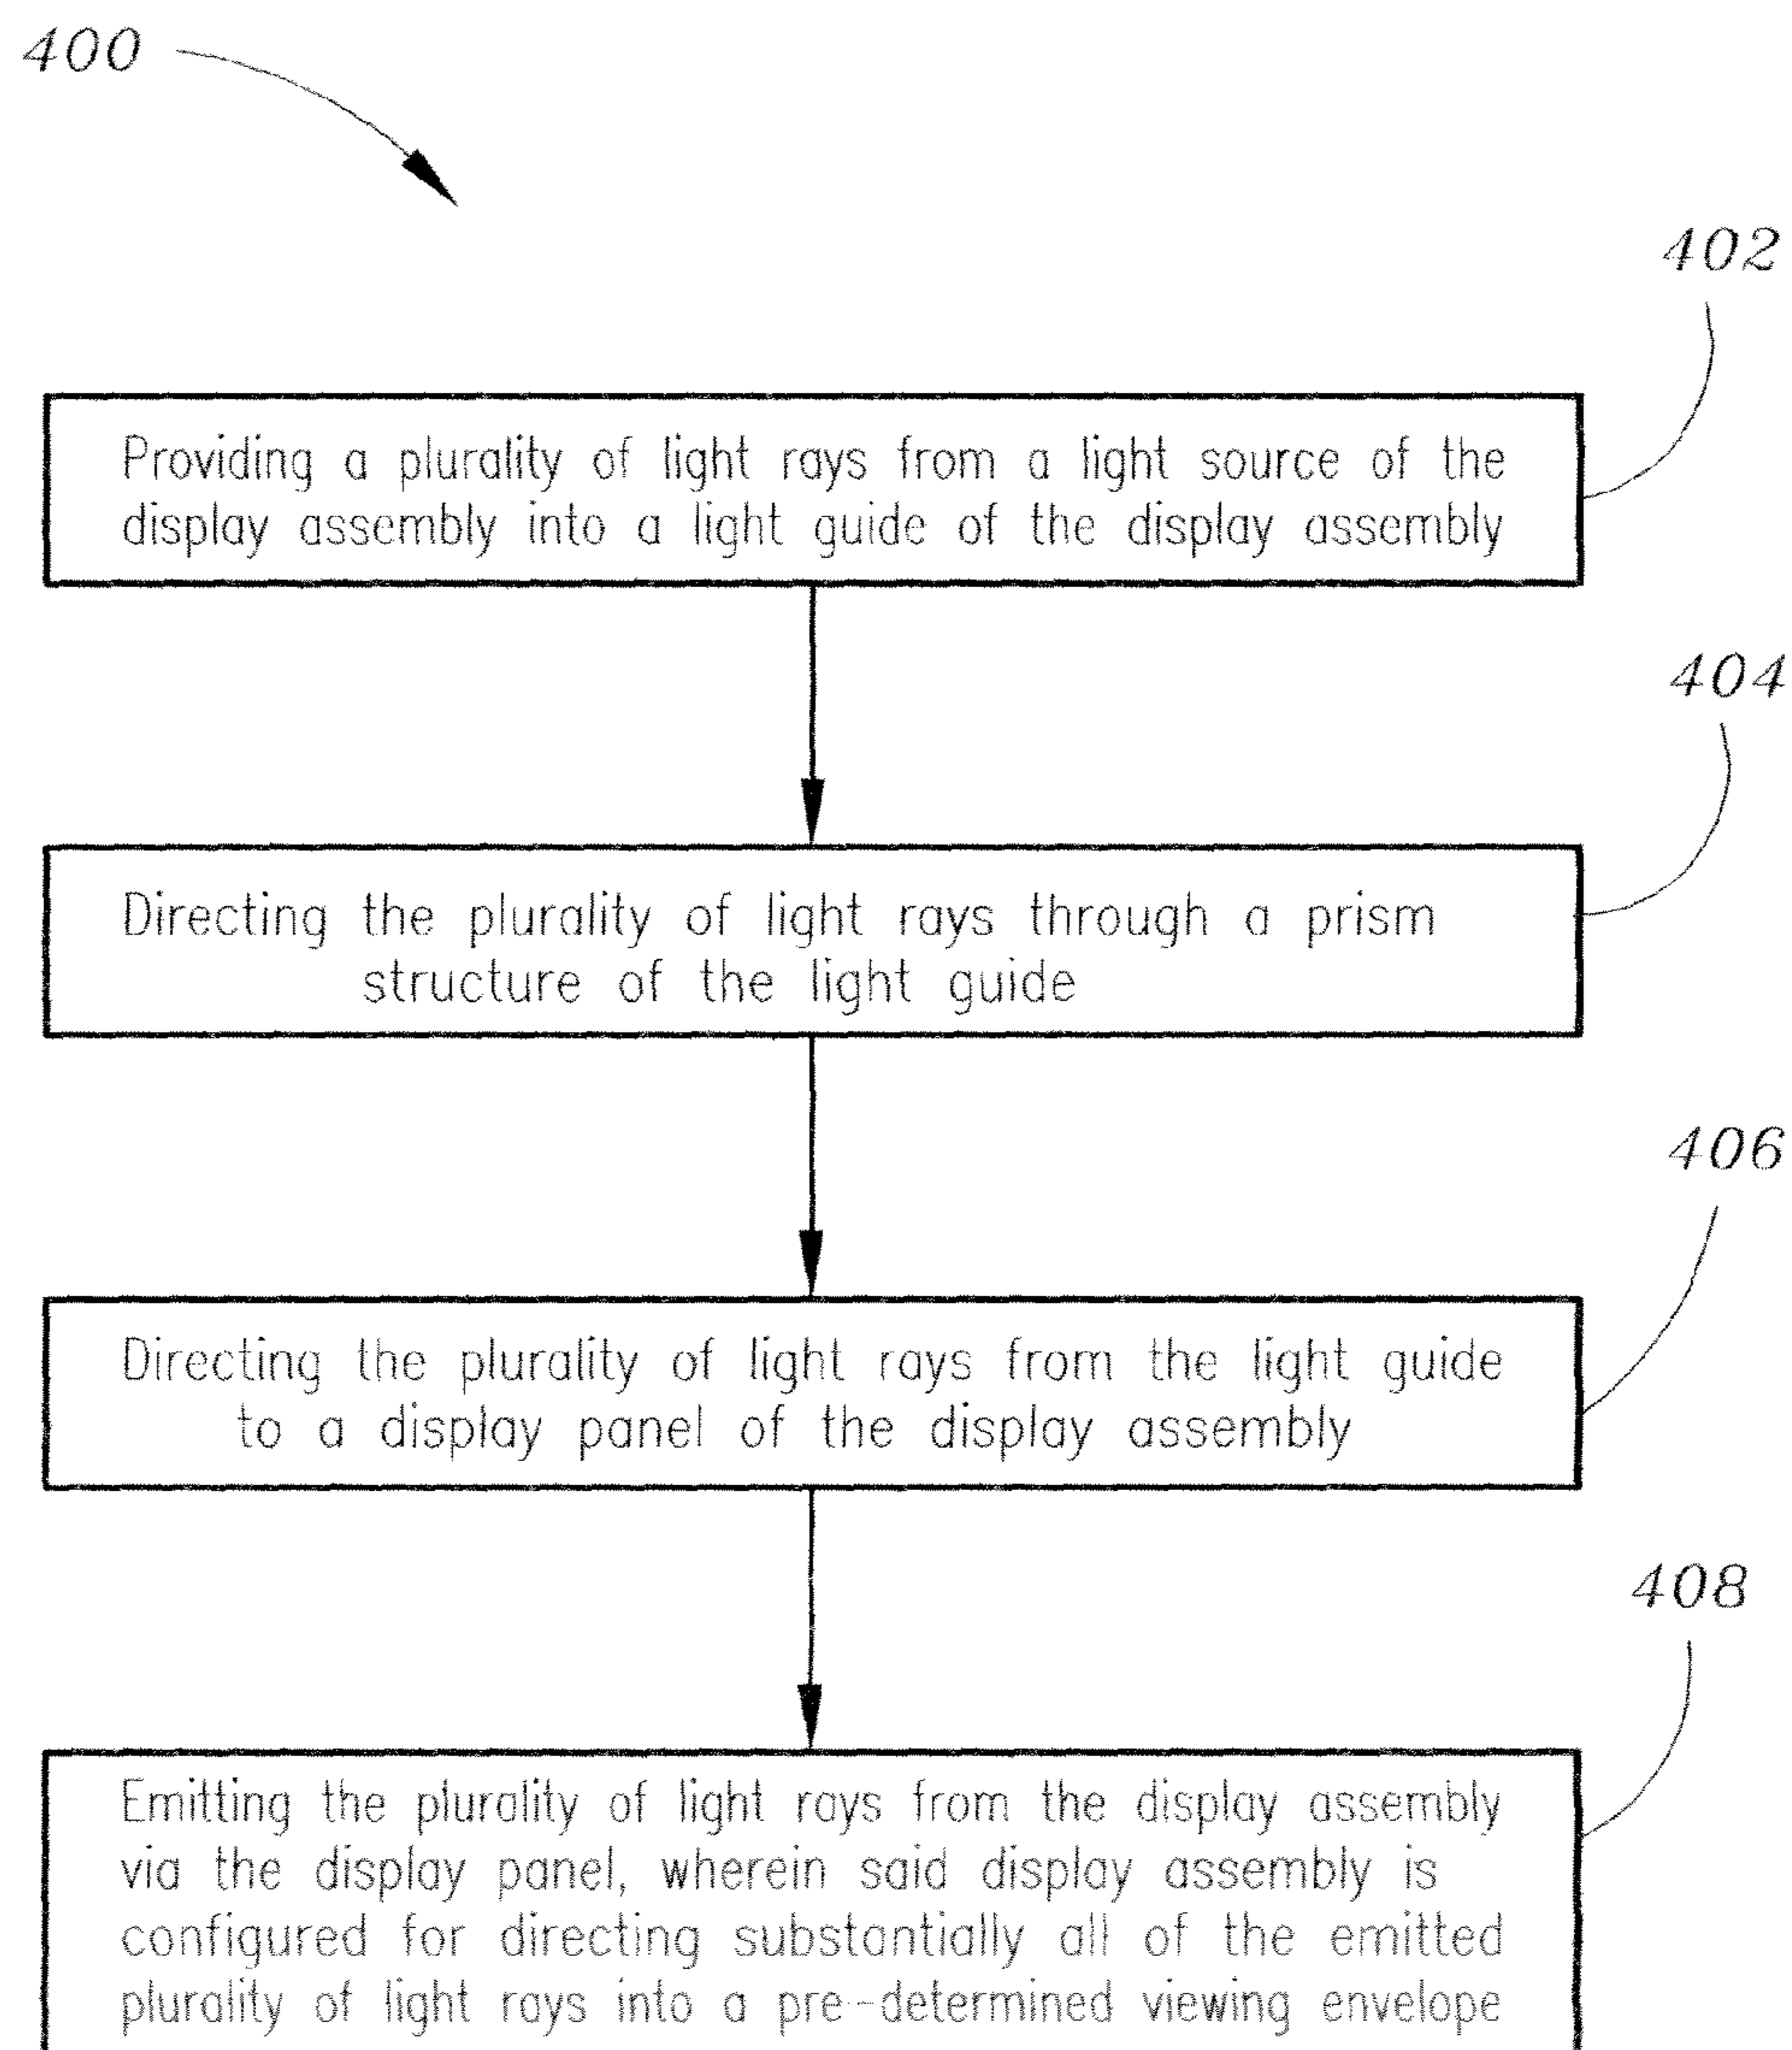 400
402
Providing a plurality of light rays from a light source of the
display assembly into a light guide of the display assembly
404
Directing the plurality of light rays through a prism
structure of the light guide
406
Directing the plurality of light rays from the light guide
to a display panel of the display assembly
408
Emitting the plurality of light rays from the display assembly
via the display panel, wherein said display assembly is
configured for directing substantially all of the emitted
plurality of light rays into a pre-determined viewing envelope